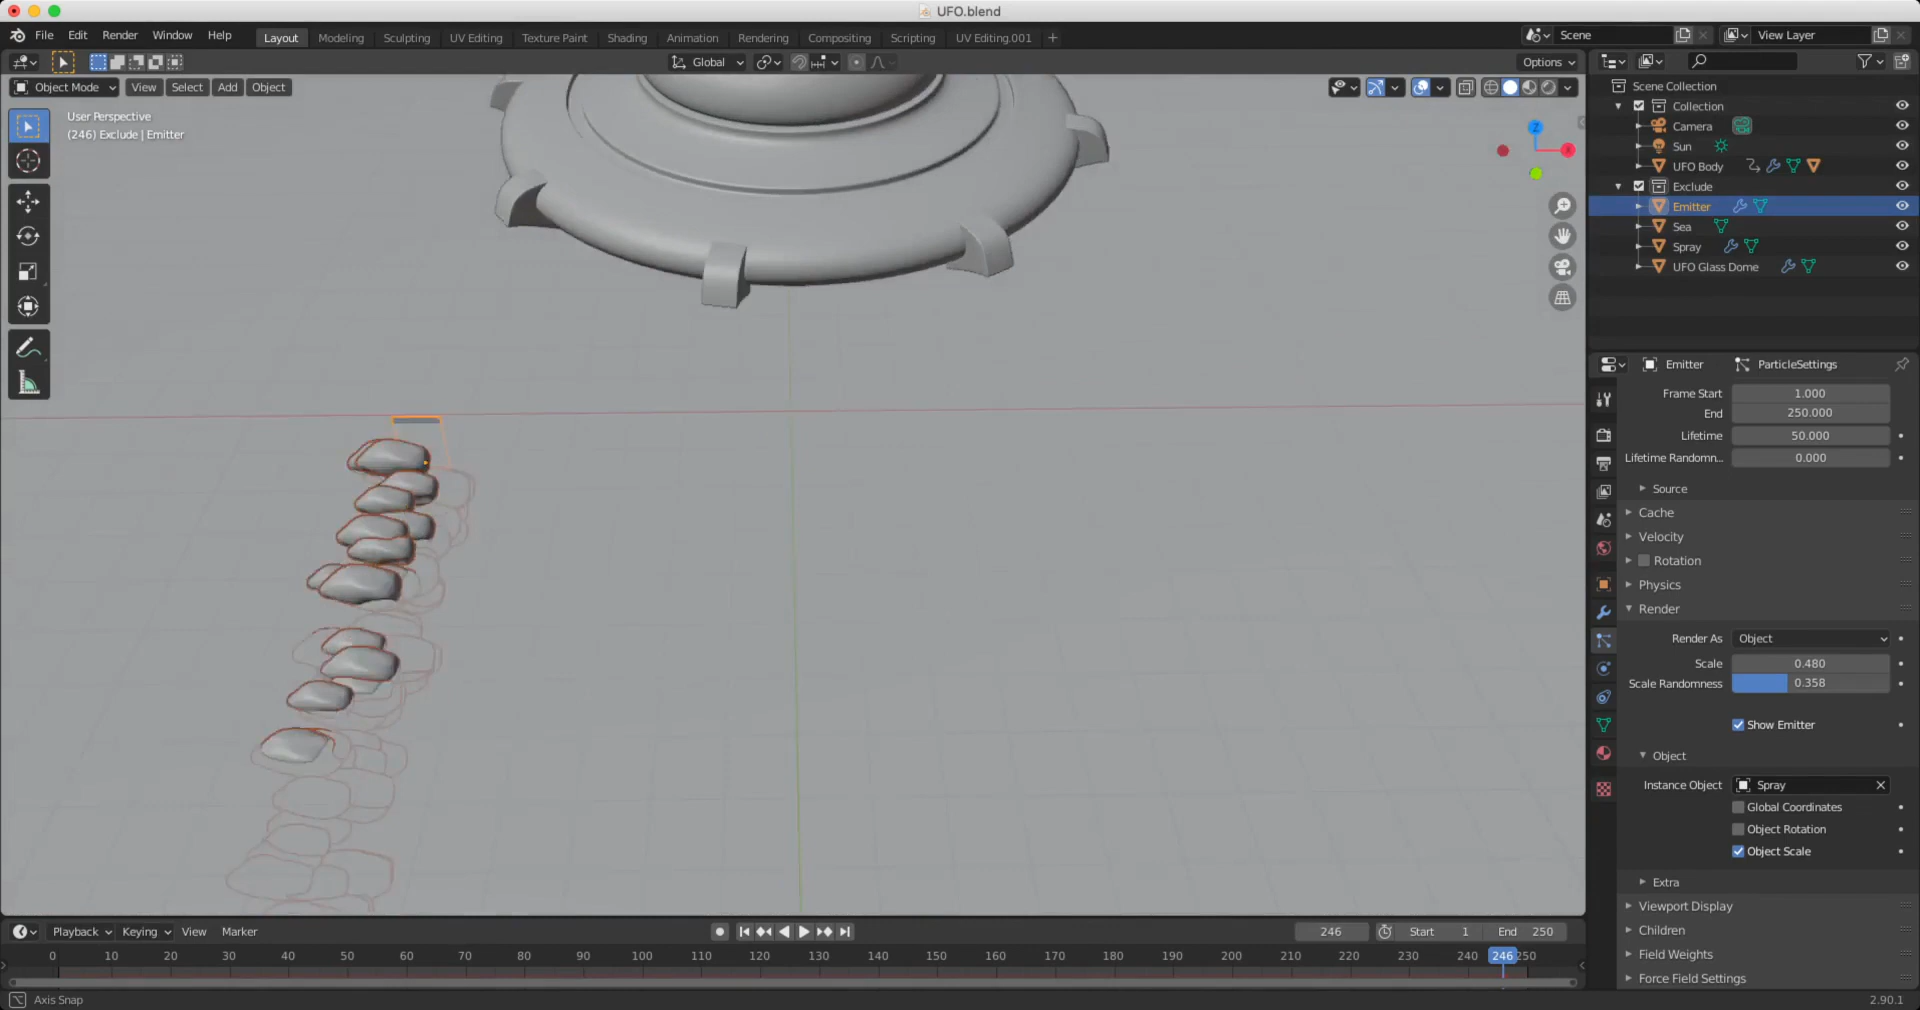 UFO.blend
File Edit Render Window Help Layout Modeling Sculpting UV Editing Texture Paint Shading Animation Rendering Compositing Scripting UV Editing.001 + Scene View Layer
Global Options
Object Mode View Select Add Object
User Perspective
(246) Exclude | Emitter
Z
X
Scene Collection
Collection
Camera
Sun
UFO Body
Exclude
Emitter
Sea
Spray
UFO Glass Dome
Emitter ParticleSettings
Frame Start 1.000
End 250.000
Lifetime 50.000
Lifetime Randomn... 0.000
Source
Cache
Velocity
Rotation
Physics
Render
Render As Object
Scale 0.480
Scale Randomness 0.358
Show Emitter
Object
Instance Object Spray
Global Coordinates
Object Rotation
Object Scale
Extra
Viewport Display
Children
Field Weights
Force Field Settings
Playback Keying View Marker 246 Start 1 End 250
0 10 20 30 40 50 60 70 80 90 100 110 120 130 140 150 160 170 180 190 200 210 220 230 240 246 250
Axis Snap 2.90.1